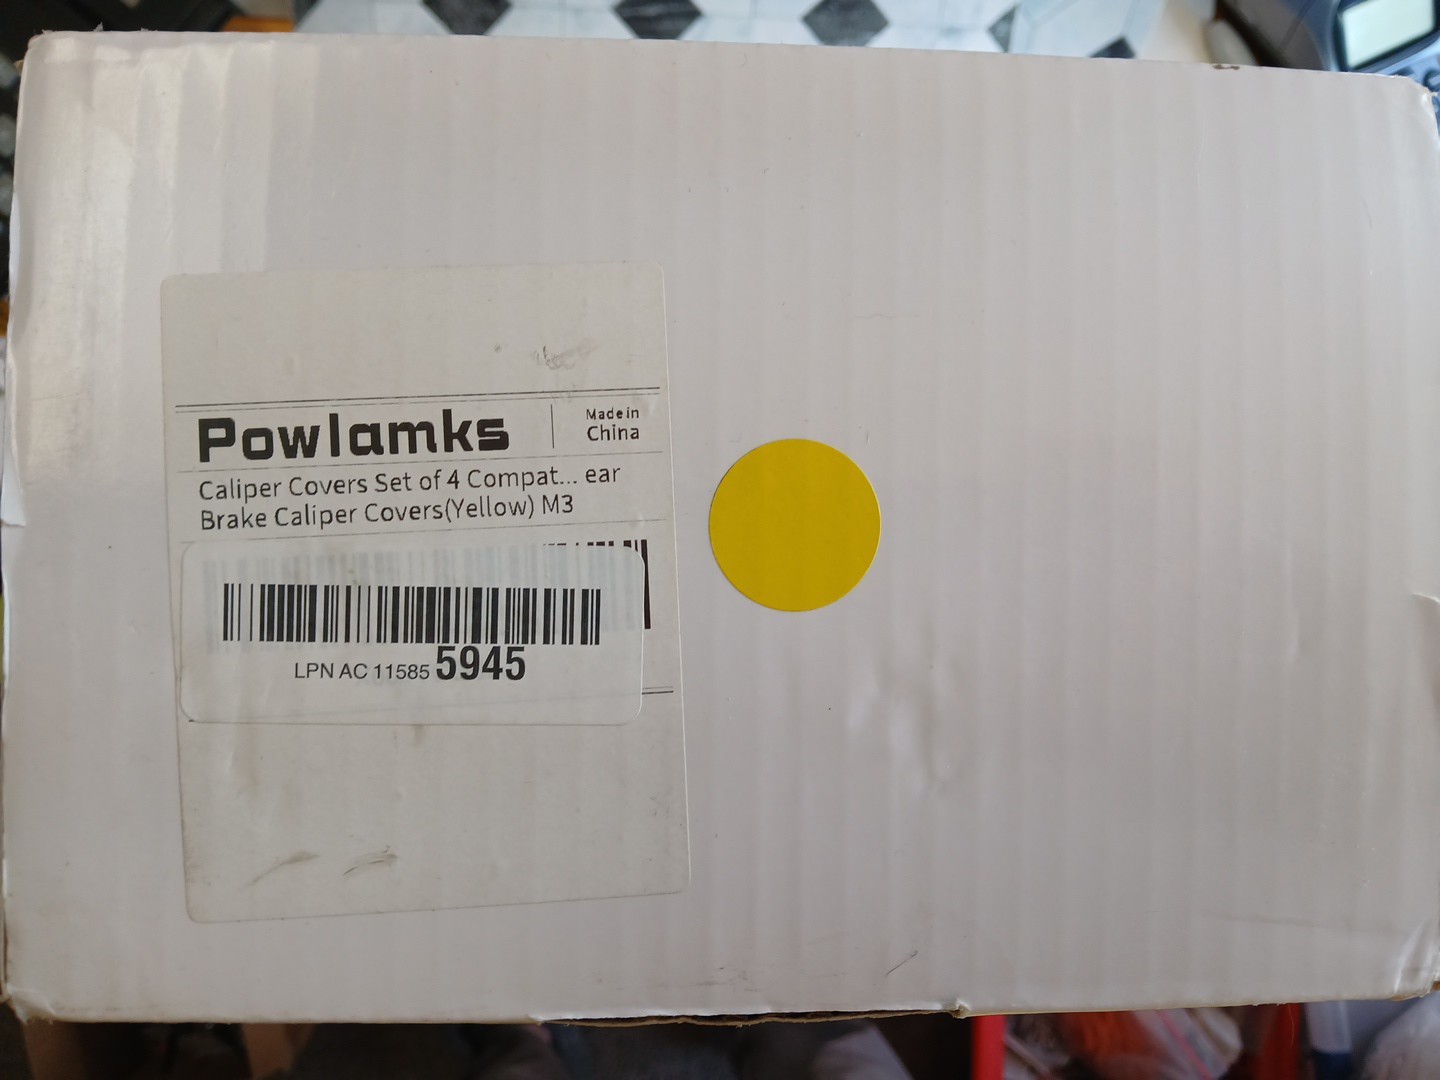 Powlamks
Made in
China
Caliper Covers Set of 4 Compat... ear
Brake Caliper Covers(Yellow) M3
LPN AC 11585 5945